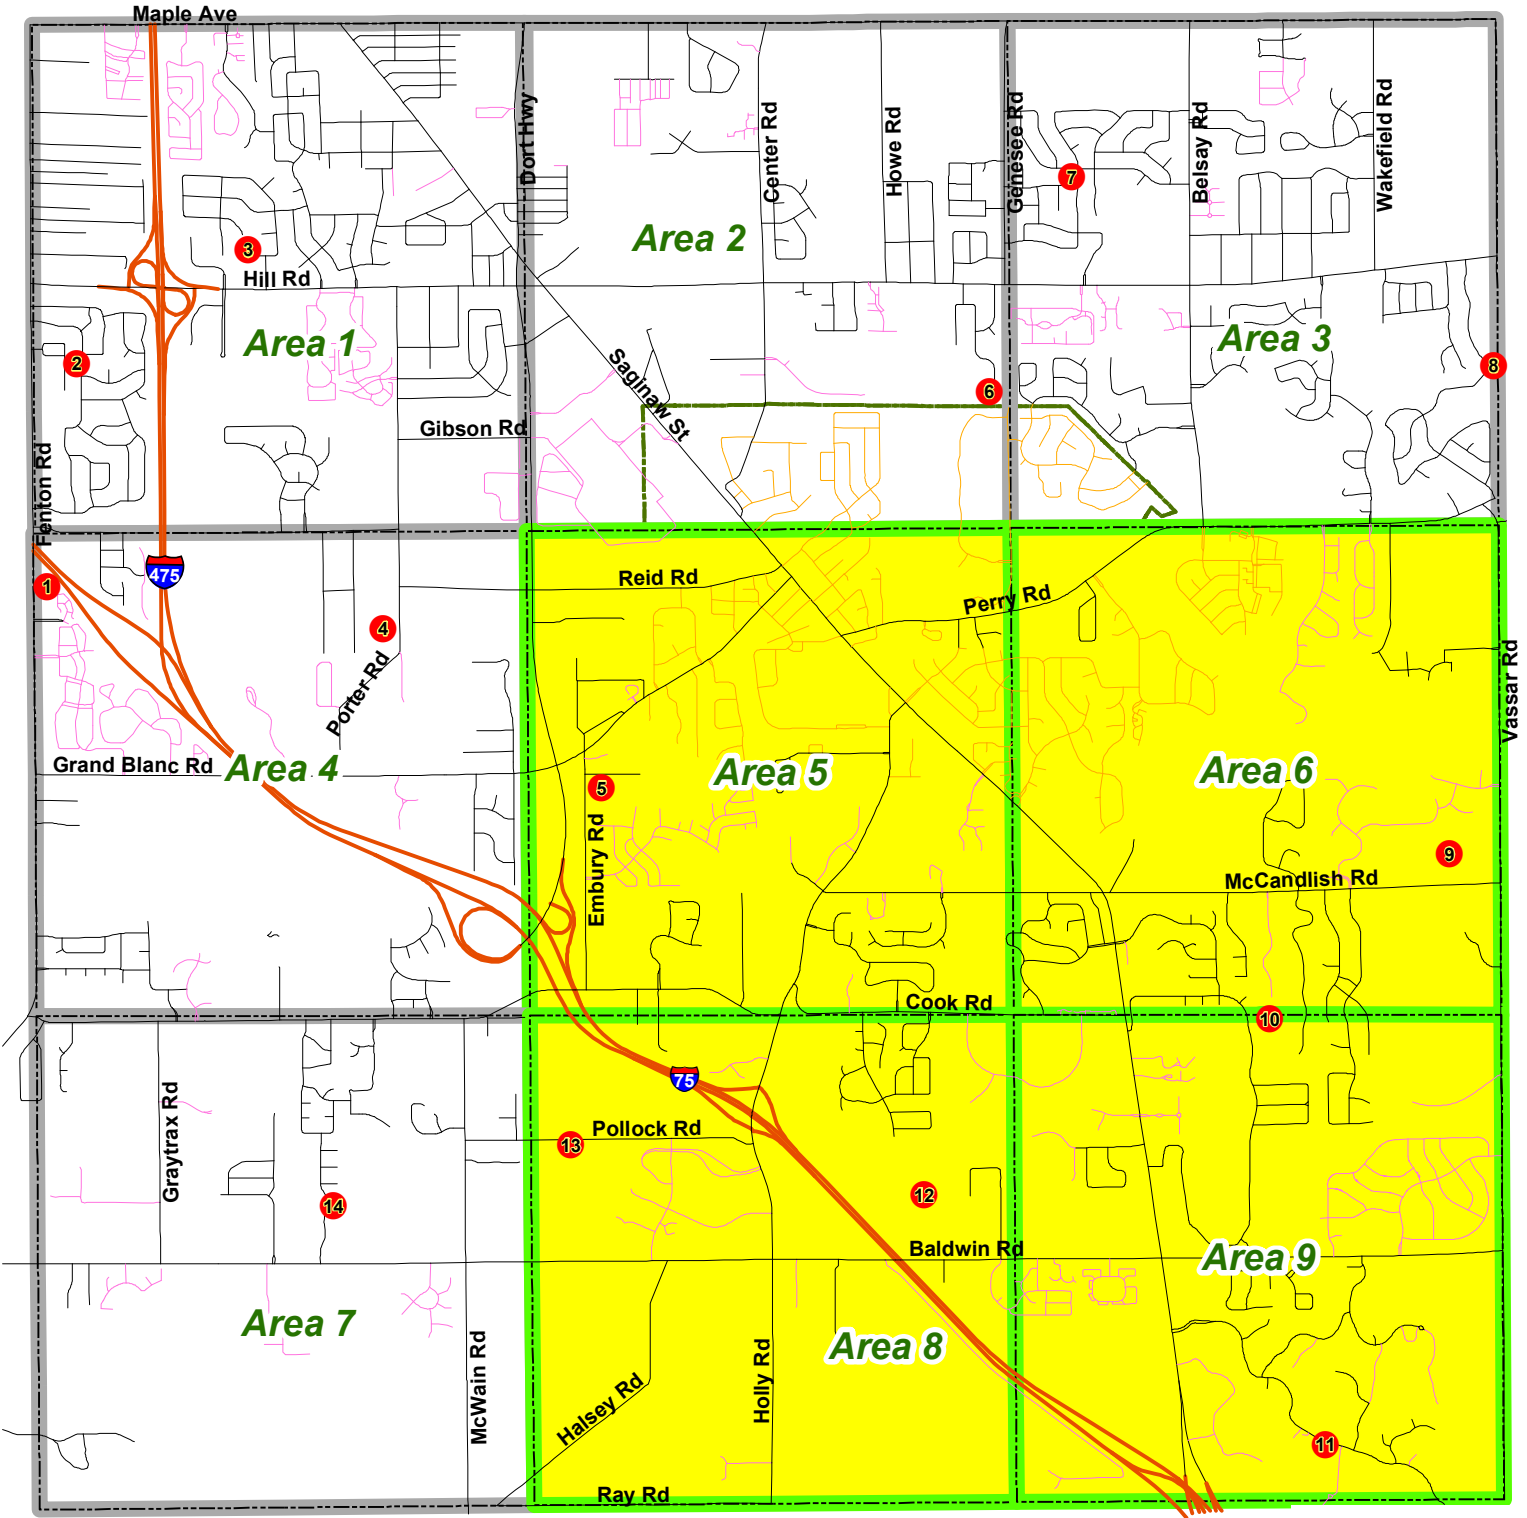 Maple Ave
Dort Hwy
Center Rd
Howe Rd
Genesee Rd
Belsay Rd
Wakefield Rd
7
Area 2
3
Hill Rd
Area 1
Area 3
2
8
Saginaw St
6
Gibson Rd
Fenton Rd
475
Reid Rd
1
Perry Rd
4
Porter Rd
Vassar Rd
Grand Blanc Rd
Area 4
Area 5
Area 6
5
Embury Rd
9
McCandlish Rd
Cook Rd
10
75
Graytrax Rd
Pollock Rd
13
14
12
Baldwin Rd
Area 9
Area 7
Area 8
McWain Rd
Halsey Rd
Holly Rd
11
Ray Rd